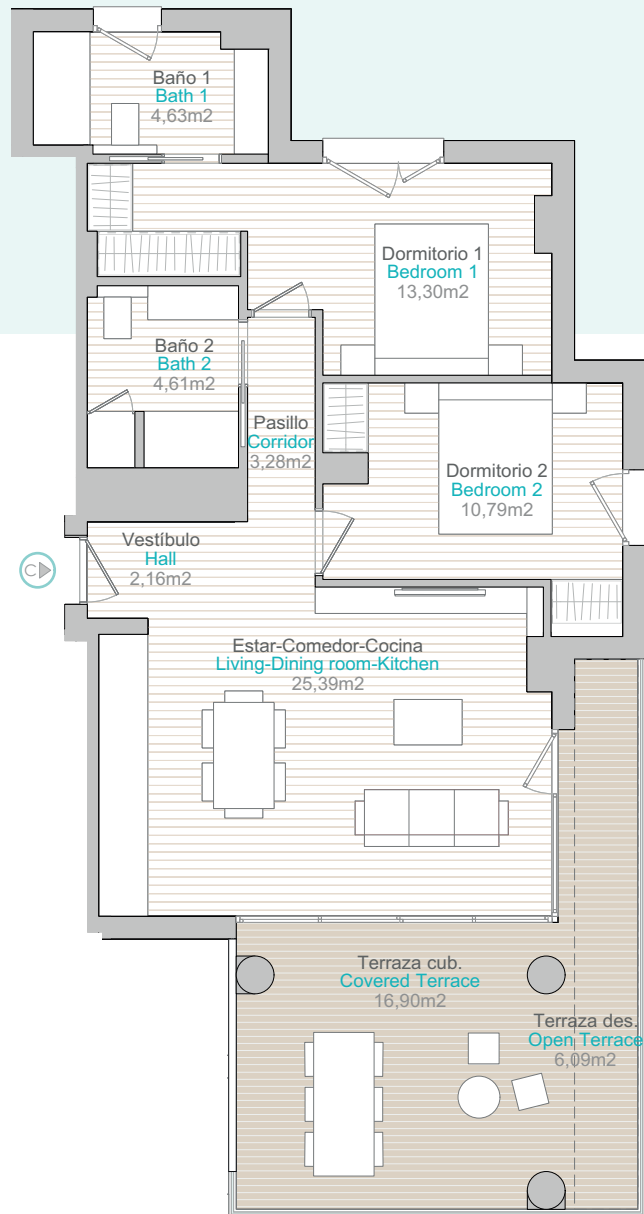 Baño 1
Bath 1
4,63m2
Dormitorio 1
Bedroom 1
13,30m2
Baño 2
Bath 2
4,61m2
Pasillo
Corridor
3,28m2
Dormitorio 2
Bedroom 2
10,79m2
Vestíbulo
Hall
2,16m2
C
Estar-Comedor-Cocina
Living-Dining room-Kitchen
25,39m2
Terraza cub.
Covered Terrace
16,90m2
Terraza des.
Open Terrace
6,09m2